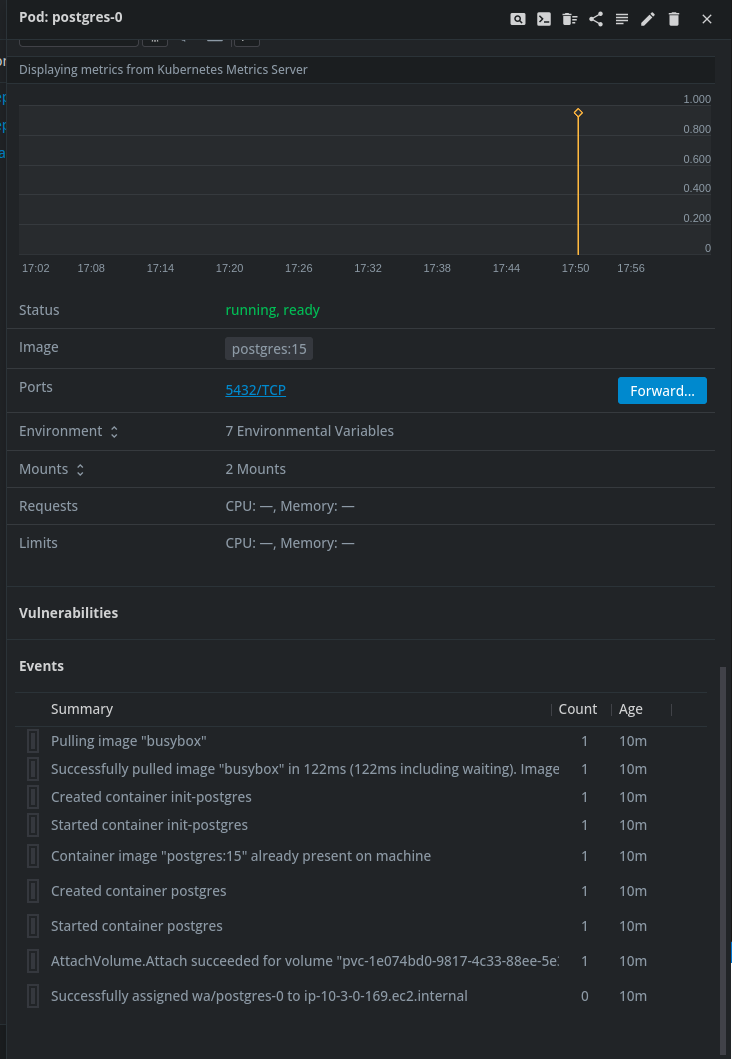 Pod: postgres-0
Displaying metrics from Kubernetes Metrics Server
1.000
0.800
0.600
0.400
0.200
0
17:02 17:08 17:14 17:20 17:26 17:32 17:38 17:44 17:50 17:56
Status running, ready
Image postgres:15
Ports 5432/TCP Forward...
Environment 7 Environmental Variables
Mounts 2 Mounts
Requests CPU: —, Memory: —
Limits CPU: —, Memory: —
Vulnerabilities
Events
Summary Count Age
Pulling image "busybox" 1 10m
Successfully pulled image "busybox" in 122ms (122ms including waiting). Image 1 10m
Created container init-postgres 1 10m
Started container init-postgres 1 10m
Container image "postgres:15" already present on machine 1 10m
Created container postgres 1 10m
Started container postgres 1 10m
AttachVolume.Attach succeeded for volume "pvc-1e074bd0-9817-4c33-88ee-5e 1 10m
Successfully assigned wa/postgres-0 to ip-10-3-0-169.ec2.internal 0 10m